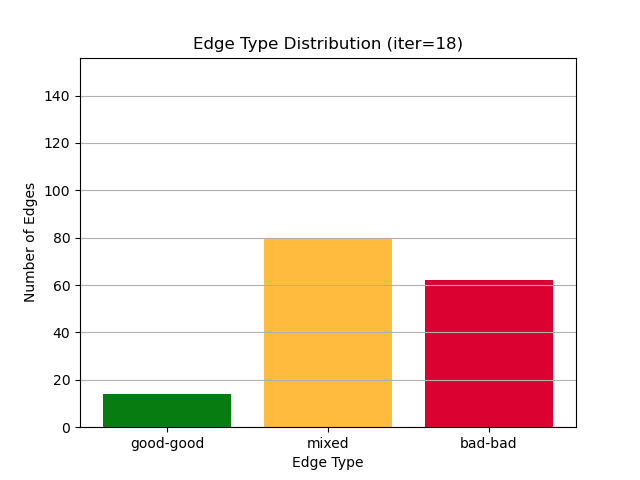 Edge Type Distribution (iter=18)
Number of Edges
140
120
100
80
60
40
20
0
good-good mixed bad-bad
Edge Type